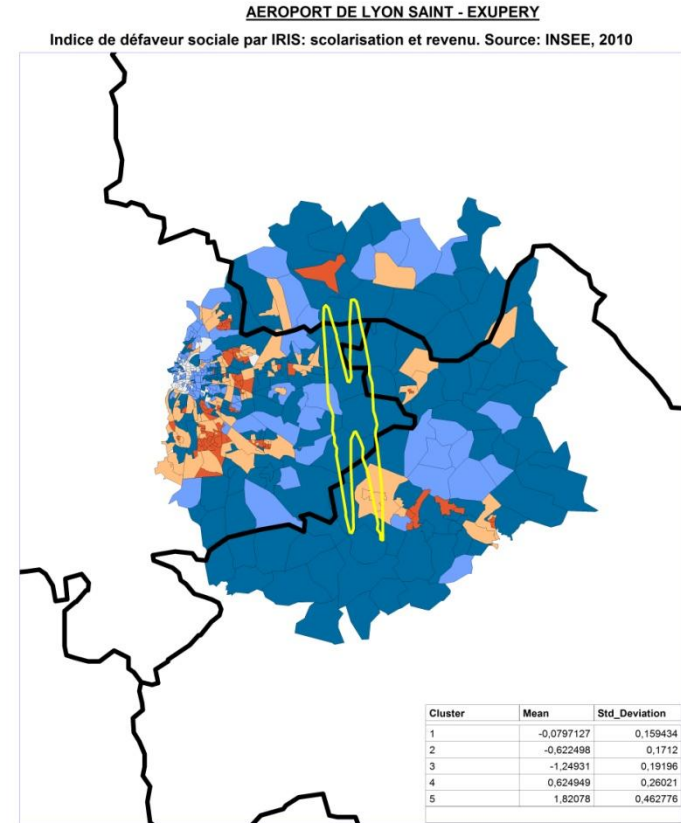 AEROPORT DE LYON SAINT - EXUPERY
Indice de défaveur sociale par IRIS: scolarisation et revenu. Source: INSEE, 2010
Cluster Mean Std_Deviation
1 -0,0797127 0,159434
2 -0,622498 0,1712
3 -1,24931 0,19196
4 0,624949 0,26021
5 1,82078 0,462776